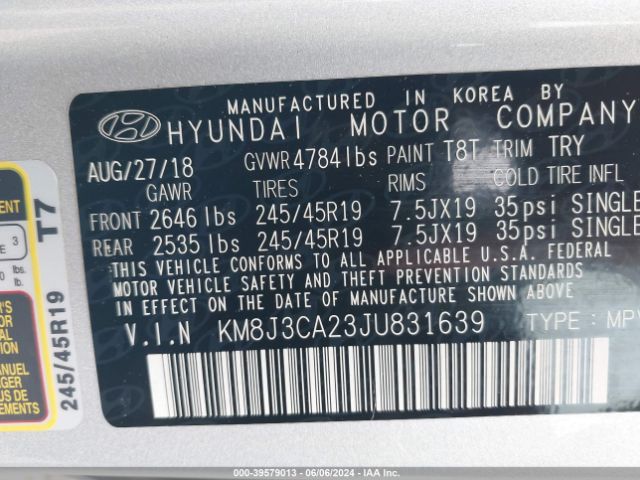 MANUFACTURED IN KOREA BY
HYUNDAI MOTOR COMPANY
AUG/27/18 GVWR 4784lbs PAINT T8T TRIM TRY
GAWR TIRES RIMS COLD TIRE INFL
FRONT 2646 lbs 245/45R19 7.5JX19 35psi SINGLE
REAR 2535 lbs 245/45R19 7.5JX19 35psi SINGLE
THIS VEHICLE CONFORMS TO ALL APPLICABLE U.S. FEDERAL
MOTOR VEHICLE SAFETY AND THEFT PREVENTION STANDARDS
IN EFFECT ON THE DATE OF MANUFACTURE SHOWN ABOVE.
V.I.N KM8J3CA23JU831639 TYPE: MPV
T7
245/45R19
3
lbs.
lb.
000-39579013 - 06/06/2024 - IAA Inc.